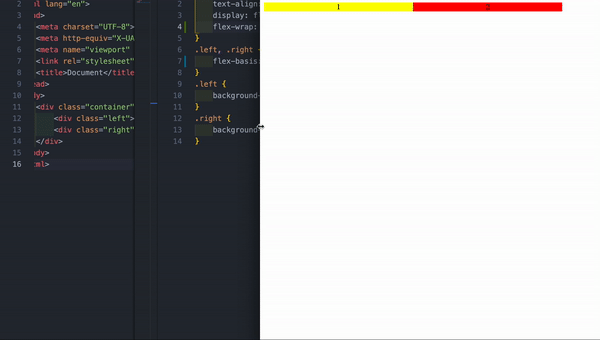 2 ml lang="en">
3 ad>
4 <meta charset="UTF-8">
5 <meta http-equiv="X-UA
6 <meta name="viewport"
7 <link rel="stylesheet"
8 <title>Document</title
9 ead>
10 dy>
11 <div class="container"
12 <div class="left">
13 <div class="right"
14 </div>
15 ody>
16 tml>
2 text-align:
3 display: f
4 flex-wrap:
5 }
6 .left, .right
7 flex-basis:
8 }
9 .left {
10 background-
11 }
12 .right {
13 background
14 }
1 2